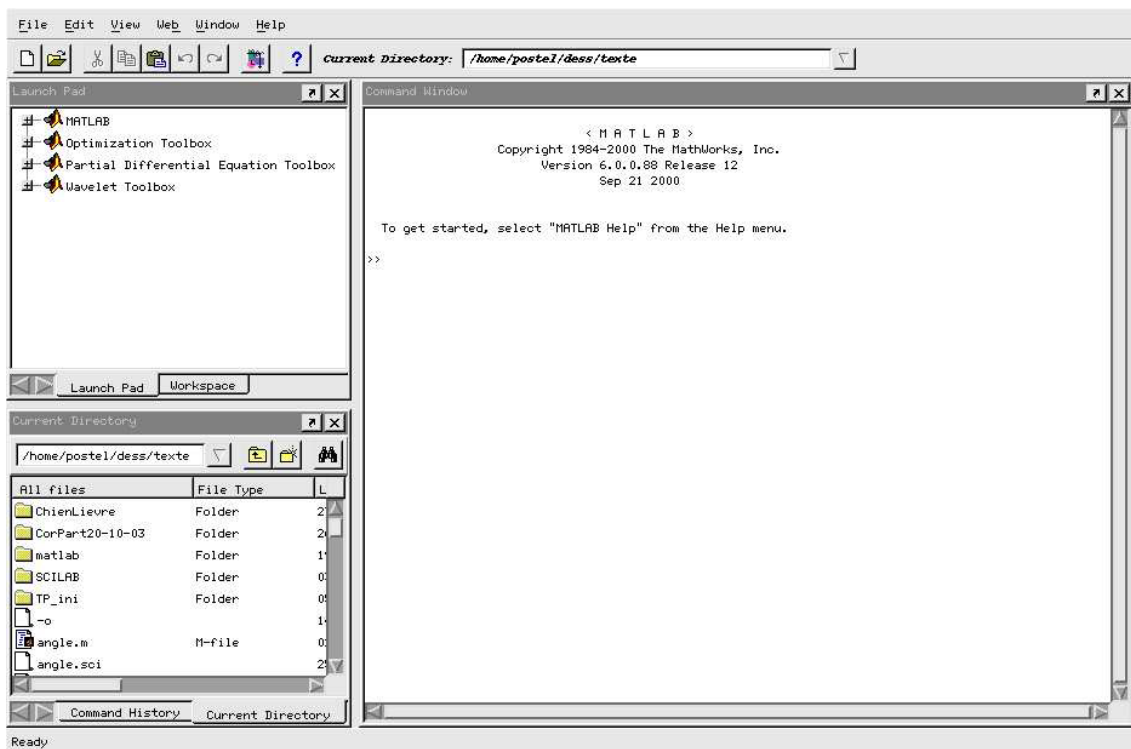 File Edit View Web Window Help
Current Directory: /home/postel/dess/texte
Launch Pad
MATLAB
Optimization Toolbox
Partial Differential Equation Toolbox
Wavelet Toolbox
Launch Pad Workspace
Current Directory
/home/postel/dess/texte
All files File Type L
ChienLievre Folder
CorPart20-10-03 Folder
matlab Folder
SCILAB Folder
TP_ini Folder
-o
angle.m M-file
angle.sci
Command History Current Directory
Ready
Command Window
< M A T L A B >
Copyright 1984-2000 The MathWorks, Inc.
Version 6.0.0.88 Release 12
Sep 21 2000
To get started, select "MATLAB Help" from the Help menu.
>>